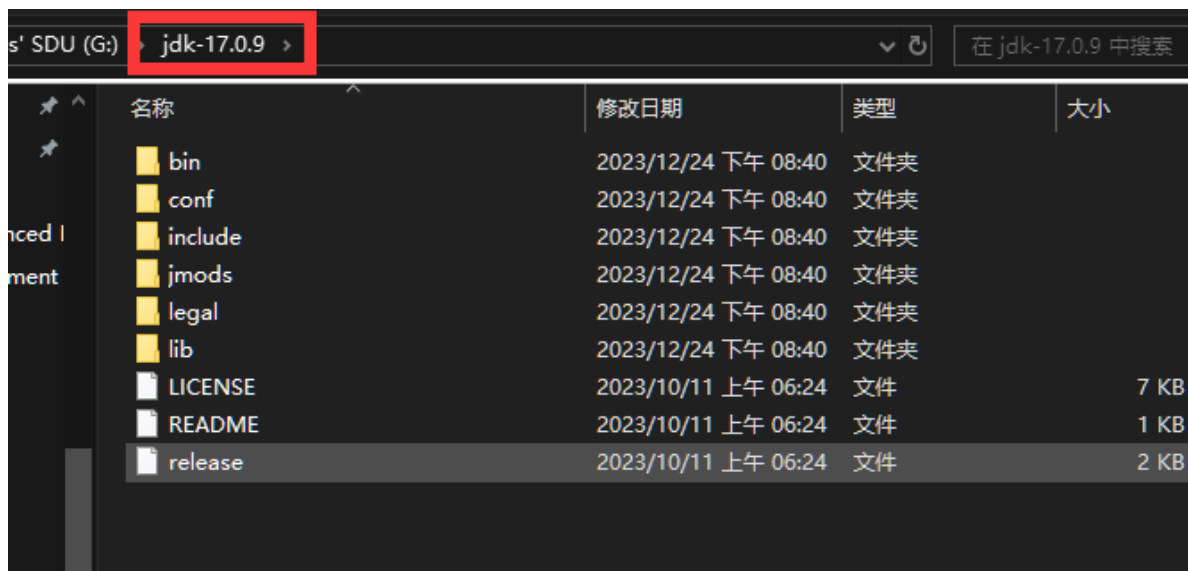 s' SDU (G:) › jdk-17.0.9 › 在 jdk-17.0.9 中搜索
名称 修改日期 类型 大小
bin 2023/12/24 下午 08:40 文件夹
conf 2023/12/24 下午 08:40 文件夹
nced I include 2023/12/24 下午 08:40 文件夹
ment jmods 2023/12/24 下午 08:40 文件夹
legal 2023/12/24 下午 08:40 文件夹
lib 2023/12/24 下午 08:40 文件夹
LICENSE 2023/10/11 上午 06:24 文件 7 KB
README 2023/10/11 上午 06:24 文件 1 KB
release 2023/10/11 上午 06:24 文件 2 KB